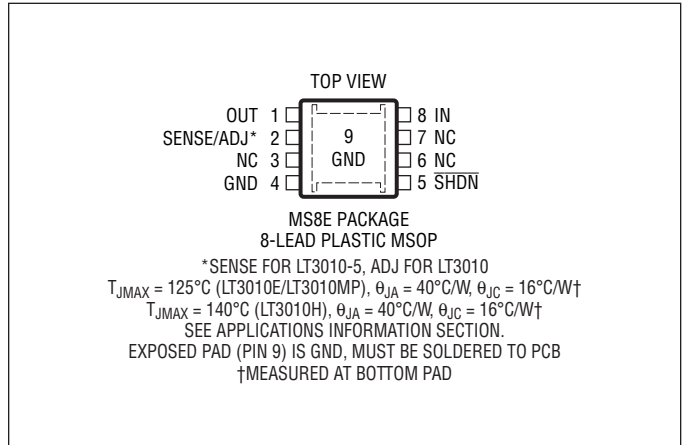 TOP VIEW
OUT 1 8 IN
SENSE/ADJ* 2 7 NC
NC 3 6 NC
GND 4 5 S̅H̅D̅N̅
9
GND
MS8E PACKAGE
8-LEAD PLASTIC MSOP
*SENSE FOR LT3010-5, ADJ FOR LT3010
TJMAX = 125°C (LT3010E/LT3010MP), θJA = 40°C/W, θJC = 16°C/W†
TJMAX = 140°C (LT3010H), θJA = 40°C/W, θJC = 16°C/W†
SEE APPLICATIONS INFORMATION SECTION.
EXPOSED PAD (PIN 9) IS GND, MUST BE SOLDERED TO PCB
†MEASURED AT BOTTOM PAD